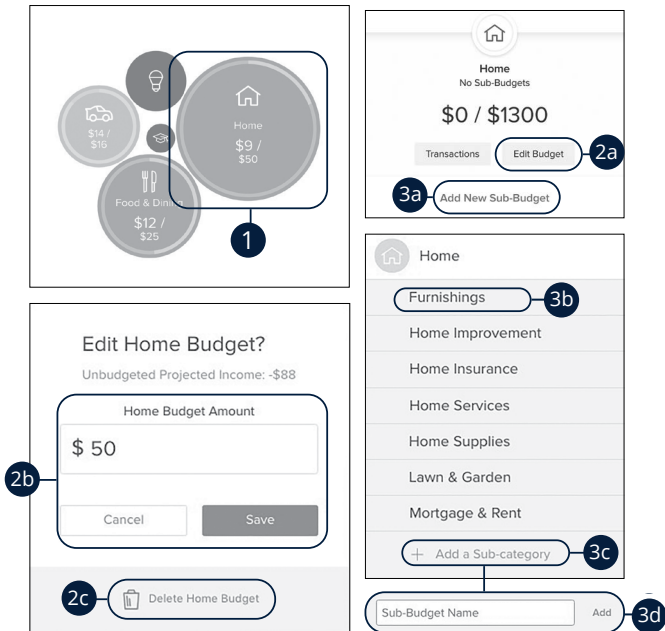 Home
$9 /
$50
$14 /
$16
Food & Dining
$12 /
$25
1
Home
No Sub-Budgets
$0 / $1300
Transactions
Edit Budget
2a
3a
Add New Sub-Budget
Edit Home Budget?
Unbudgeted Projected Income: -$88
Home Budget Amount
$ 50
2b
Cancel
Save
2c
Delete Home Budget
Home
Furnishings
3b
Home Improvement
Home Insurance
Home Services
Home Supplies
Lawn & Garden
Mortgage & Rent
+ Add a Sub-category
3c
Sub-Budget Name
Add
3d